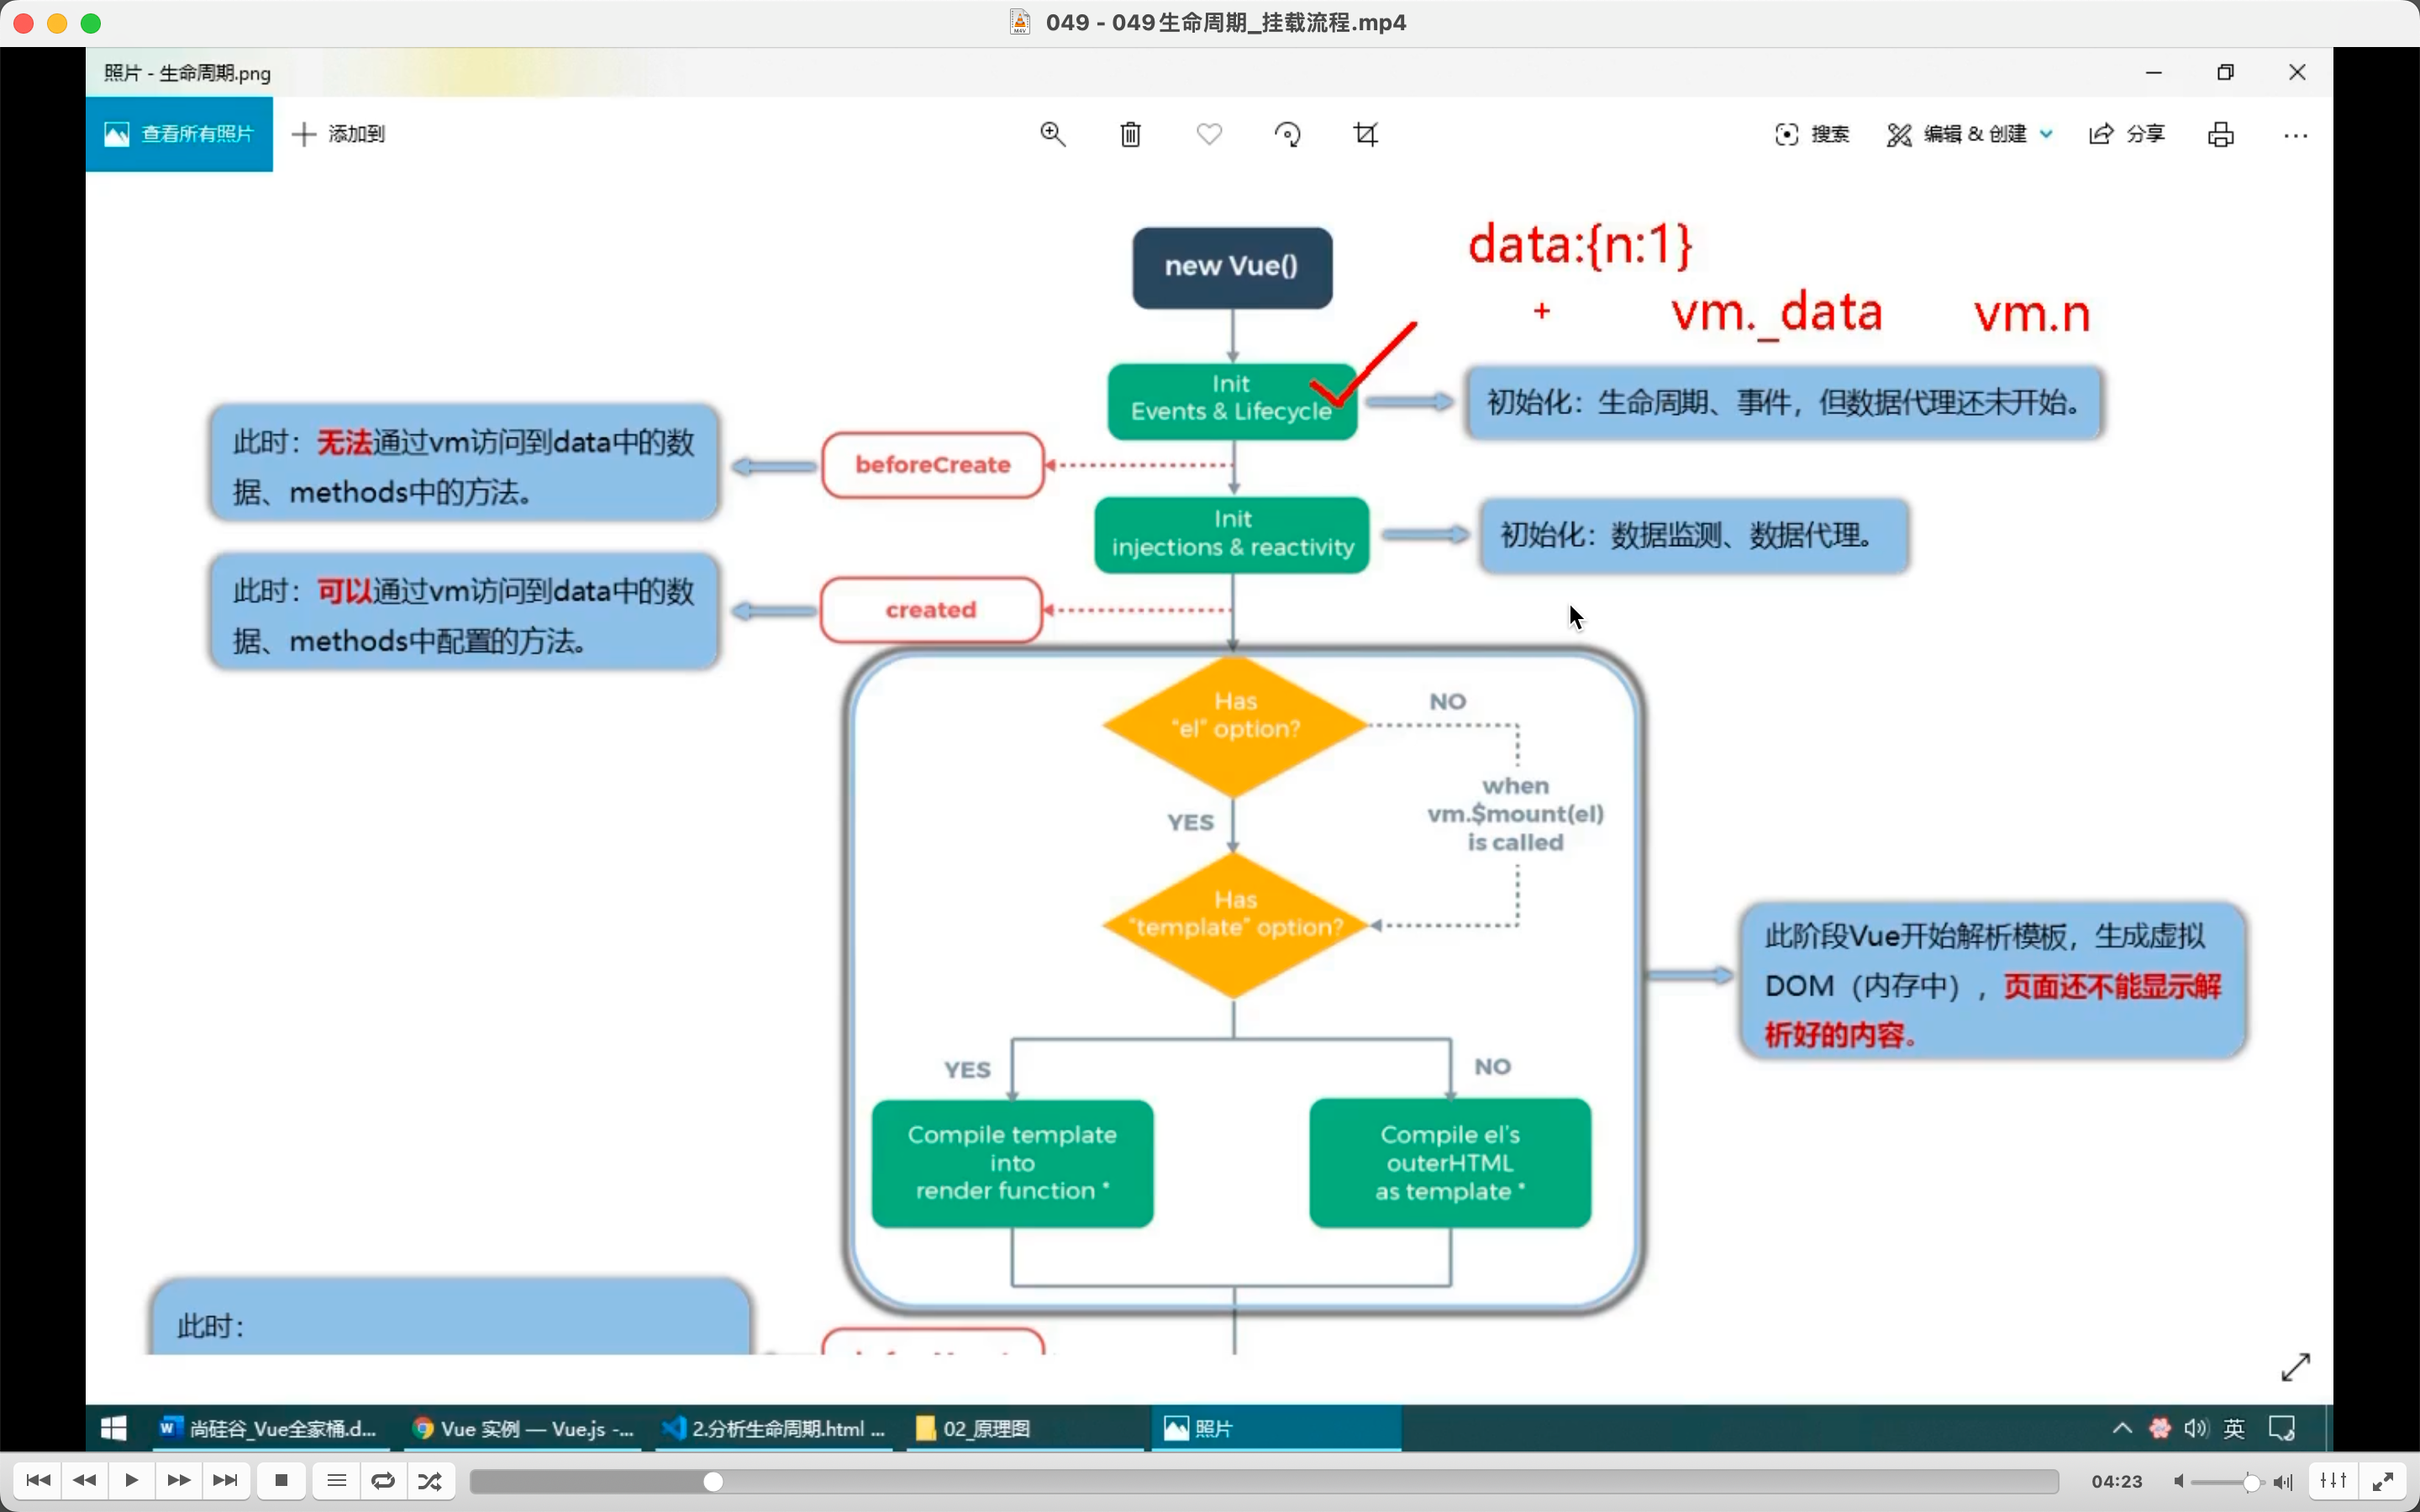 049 - 049生命周期_挂载流程.mp4
照片 - 生命周期.png
查看所有照片
添加到
搜索
编辑 & 创建
分享
data:{n:1}
new Vue()
+
vm._data
vm.n
Init
Events & Lifecycle
初始化：生命周期、事件，但数据代理还未开始。
此时：无法通过vm访问到data中的数
据、methods中的方法。
beforeCreate
Init
injections & reactivity
初始化：数据监测、数据代理。
此时：可以通过vm访问到data中的数
据、methods中配置的方法。
created
Has
“el” option?
NO
when
vm.$mount(el)
is called
YES
Has
“template” option?
此阶段Vue开始解析模板，生成虚拟
DOM（内存中），页面还不能显示解
析好的内容。
YES
NO
Compile template
into
render function *
Compile el's
outerHTML
as template *
此时：
尚硅谷_Vue全家桶.d...
Vue 实例 — Vue.js -...
2.分析生命周期.html ...
02_原理图
照片
英
04:23